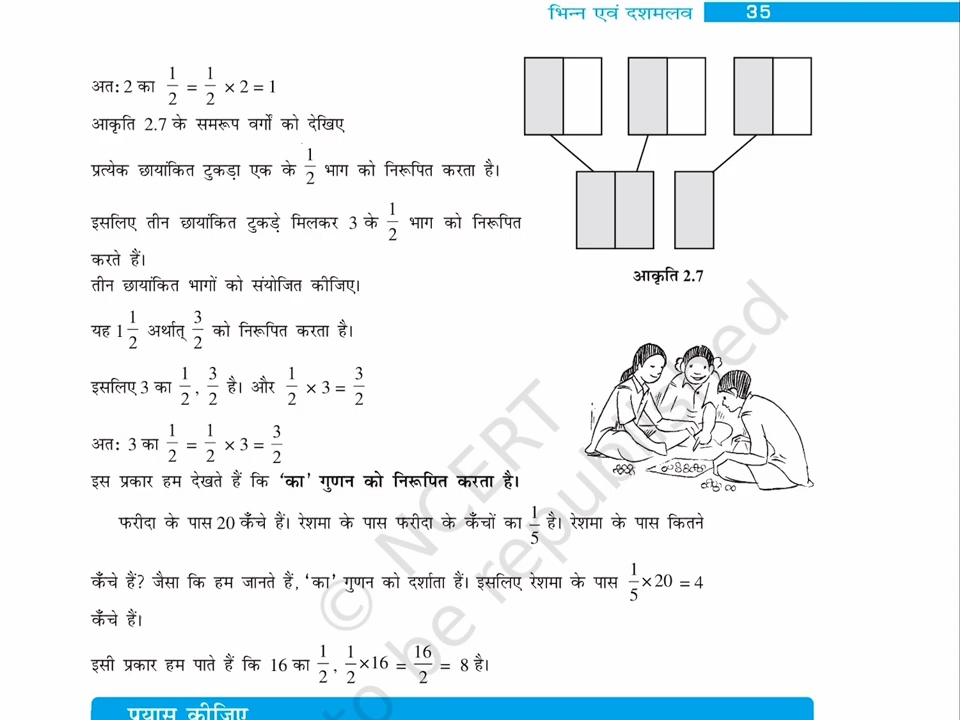 भिन्न एवं दशमलव 35
अत: 2 का 1/2 = 1/2 × 2 = 1
आकृति 2.7 के समरूप वर्गों को देखिए
प्रत्येक छायांकित टुकड़ा एक के 1/2 भाग को निरूपित करता है।
इसलिए तीन छायांकित टुकड़े मिलकर 3 के 1/2 भाग को निरूपित
करते हैं।
तीन छायांकित भागों को संयोजित कीजिए।
यह 1 1/2 अर्थात् 3/2 को निरूपित करता है।
इसलिए 3 का 1/2, 3/2 है। और 1/2 × 3 = 3/2
अत: 3 का 1/2 = 1/2 × 3 = 3/2
इस प्रकार हम देखते हैं कि ‘का’ गुणन को निरूपित करता है।
आकृति 2.7
फरीदा के पास 20 कँचे हैं। रेशमा के पास फरीदा के कँचों का 1/5 है। रेशमा के पास कितने
कँचे हैं? जैसा कि हम जानते हैं, ‘का’ गुणन को दर्शाता हैं। इसलिए रेशमा के पास 1/5 × 20 = 4
कँचे हैं।
इसी प्रकार हम पाते हैं कि 16 का 1/2, 1/2 × 16 = 16/2 = 8 है।
प्रयास कीजिए
© NCERT
to be republished